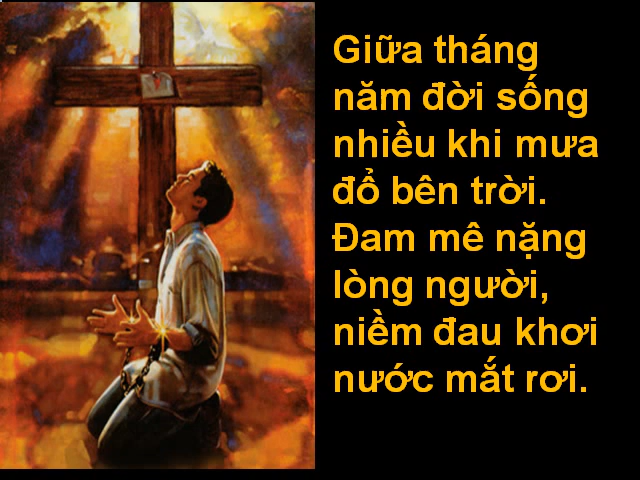 Giữa tháng
năm đời sống
nhiều khi mưa
đổ bên trời.
Đam mê nặng
lòng người,
niềm đau khơi
nước mắt rơi.